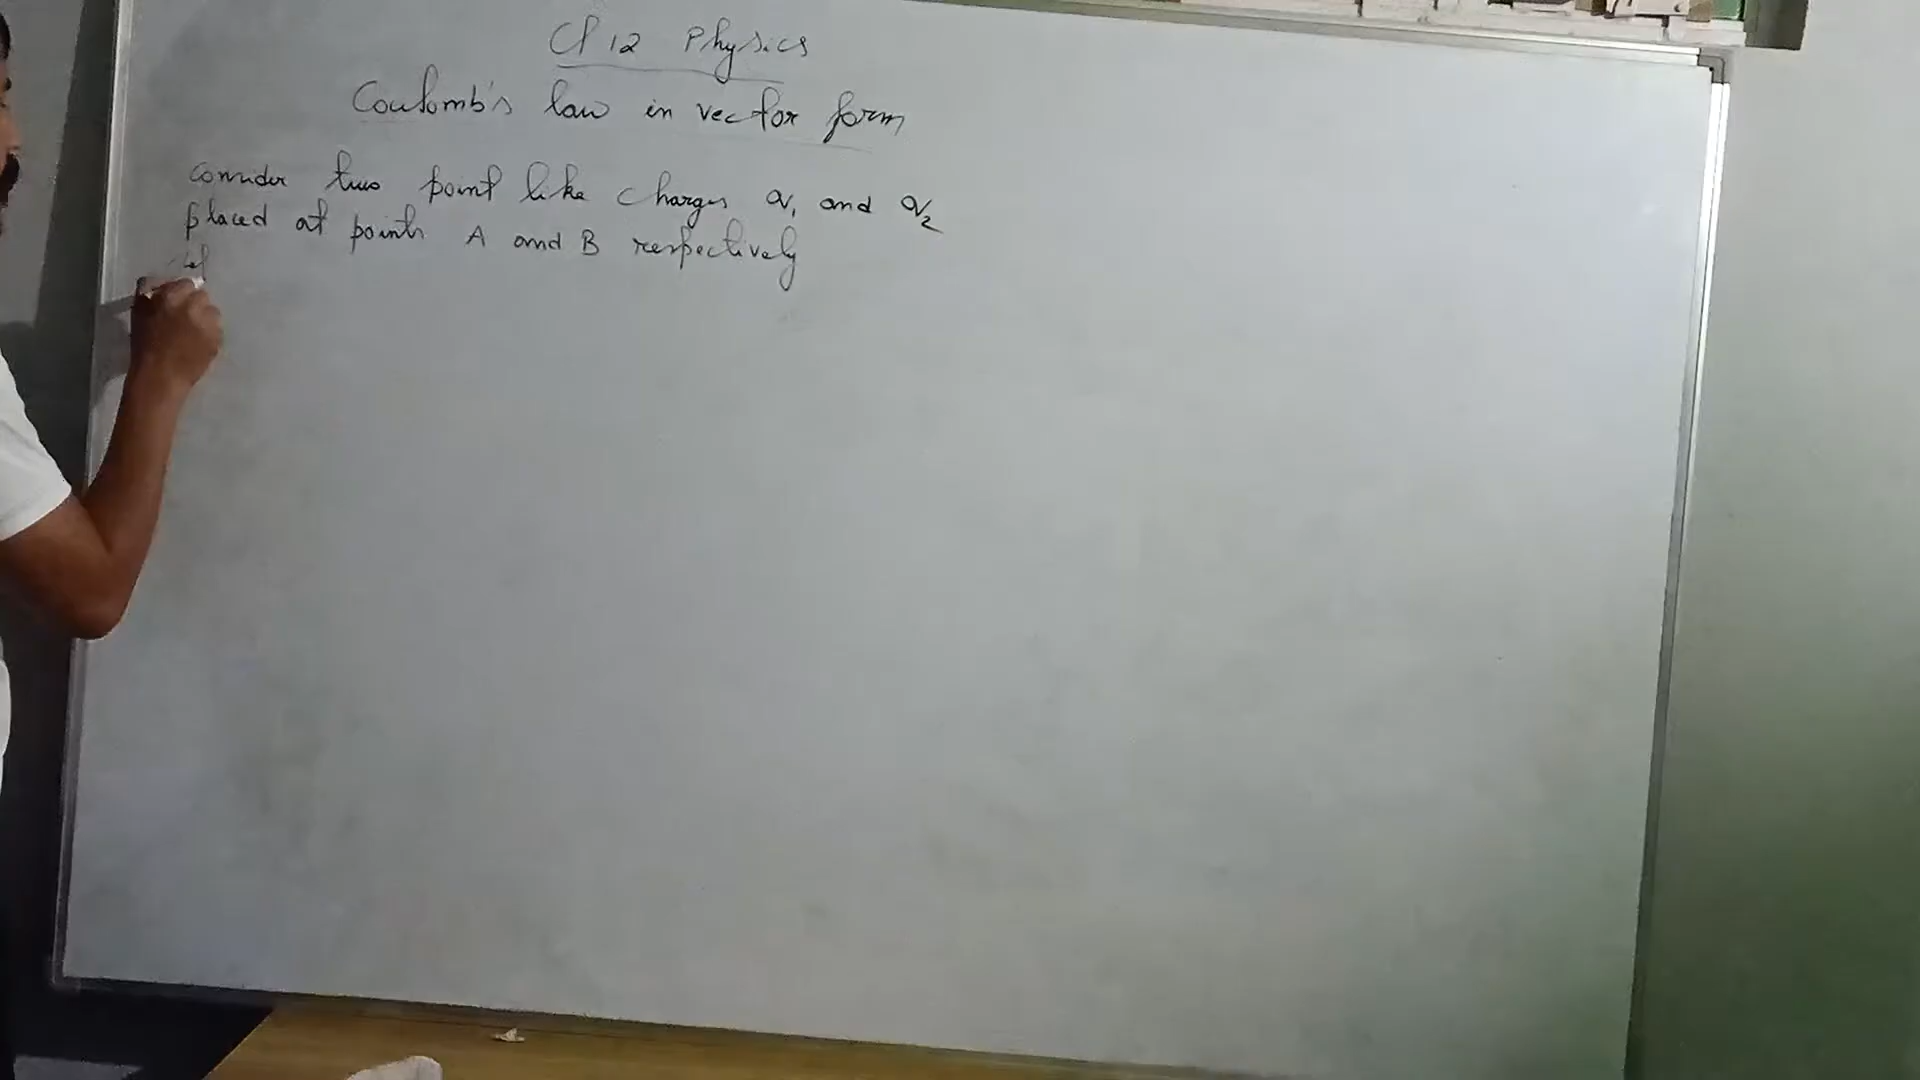 Cl 12 Physics
Coulomb's law in vector form
Consider two point like charges q₁ and q₂
placed at points A and B respectively
Let